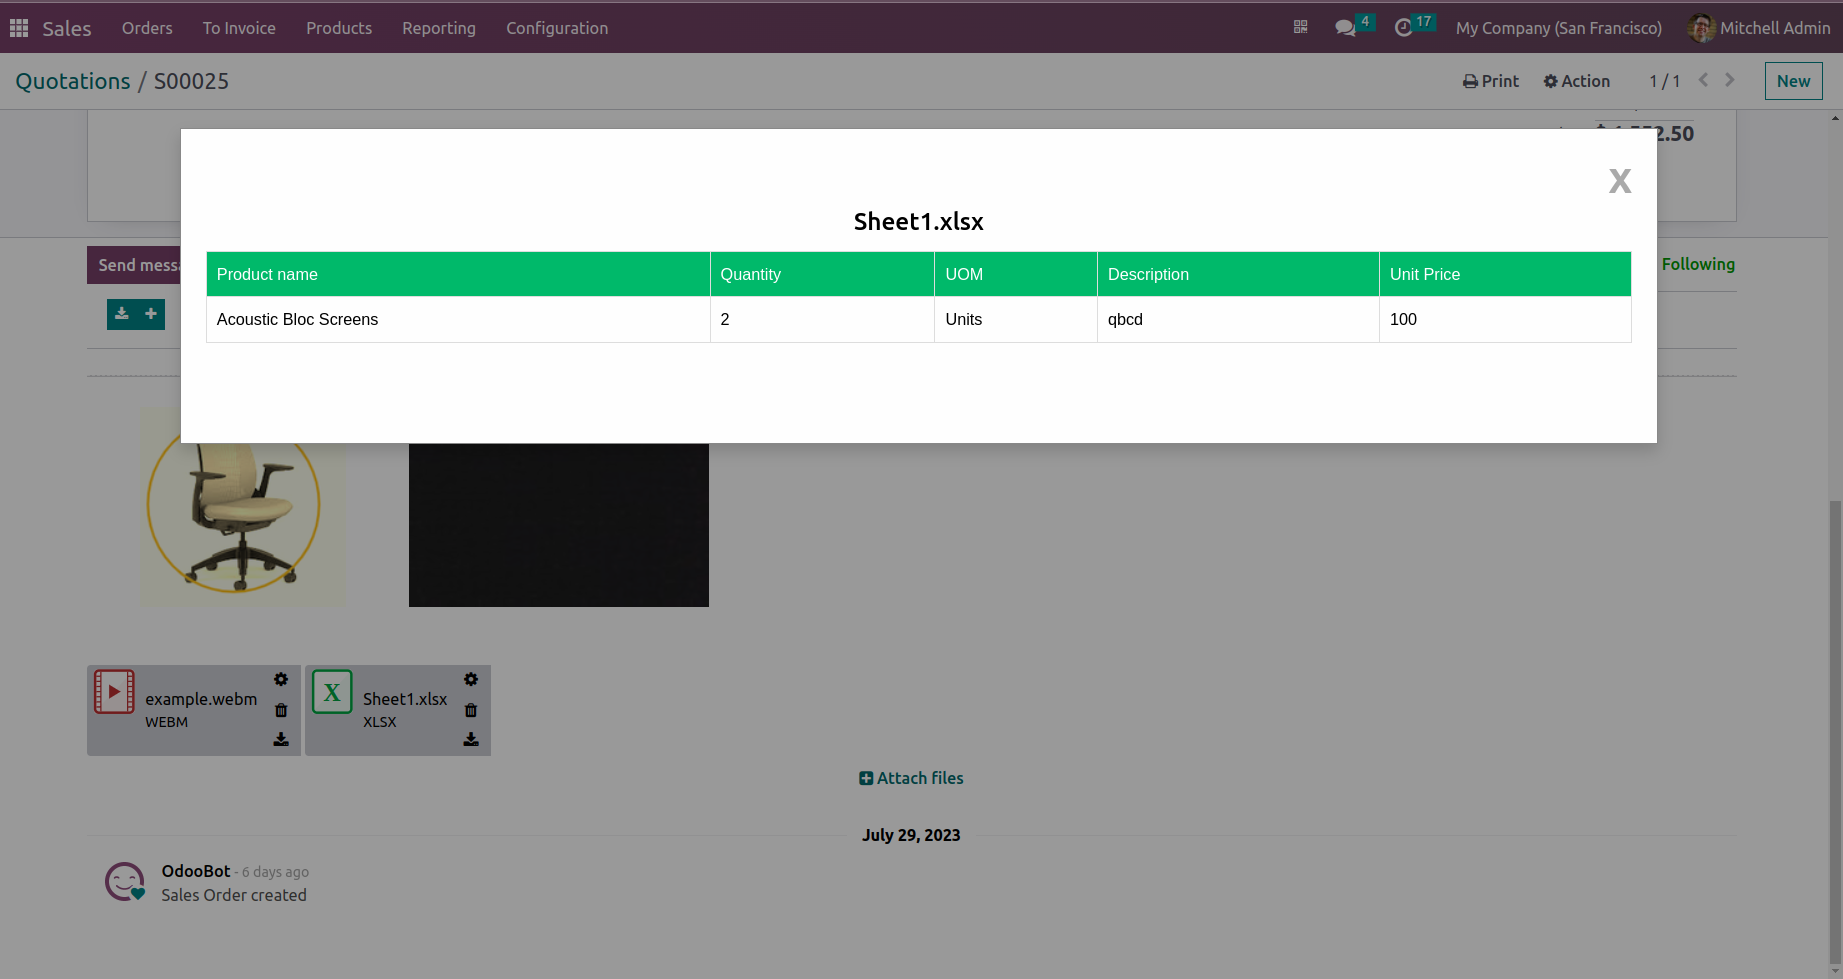 Sales Orders To Invoice Products Reporting Configuration 4 17 My Company (San Francisco) Mitchell Admin
Quotations / S00025 Print Action 1 / 1 New
2.50
X
Sheet1.xlsx
Send messa Following
Product name Quantity UOM Description Unit Price
Acoustic Bloc Screens 2 Units qbcd 100
example.webm
WEBM
X Sheet1.xlsx
XLSX
Attach files
July 29, 2023
OdooBot - 6 days ago
Sales Order created